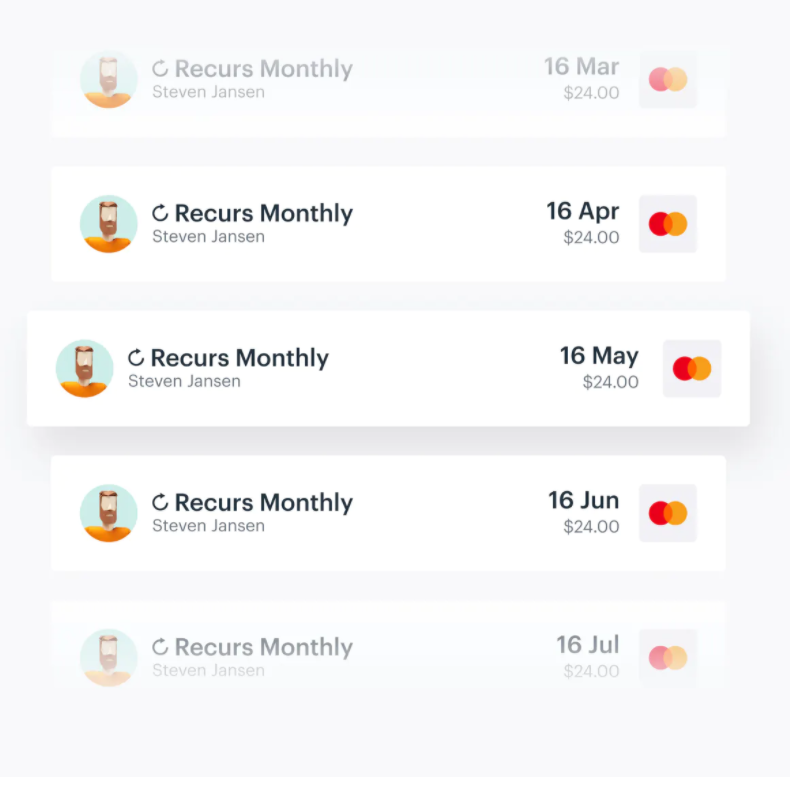 Recurs Monthly
16 Mar
Steven Jansen
$24.00
Recurs Monthly
16 Apr
Steven Jansen
$24.00
Recurs Monthly
16 May
Steven Jansen
$24.00
Recurs Monthly
16 Jun
Steven Jansen
$24.00
Recurs Monthly
16 Jul
Steven Jansen
$24.00